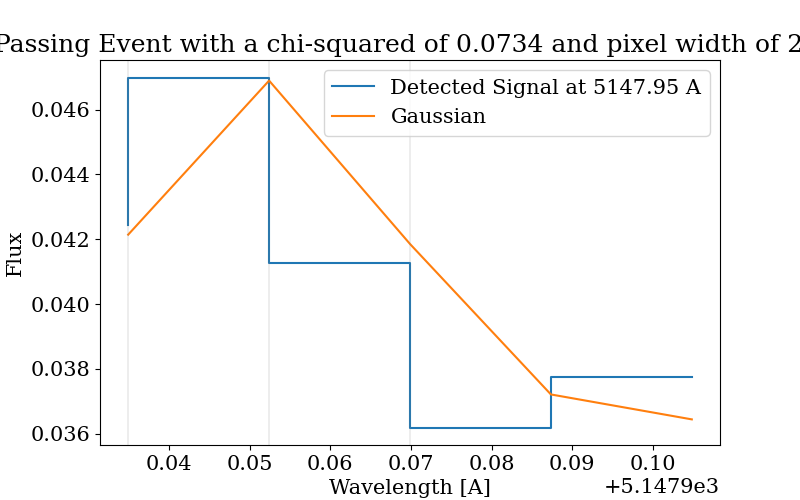 Passing Event with a chi-squared of 0.0734 and pixel width of 2
Detected Signal at 5147.95 A
Gaussian
Flux
0.046
0.044
0.042
0.040
0.038
0.036
0.04 0.05 0.06 0.07 0.08 0.09 0.10
Wavelength [A]
+5.1479e3